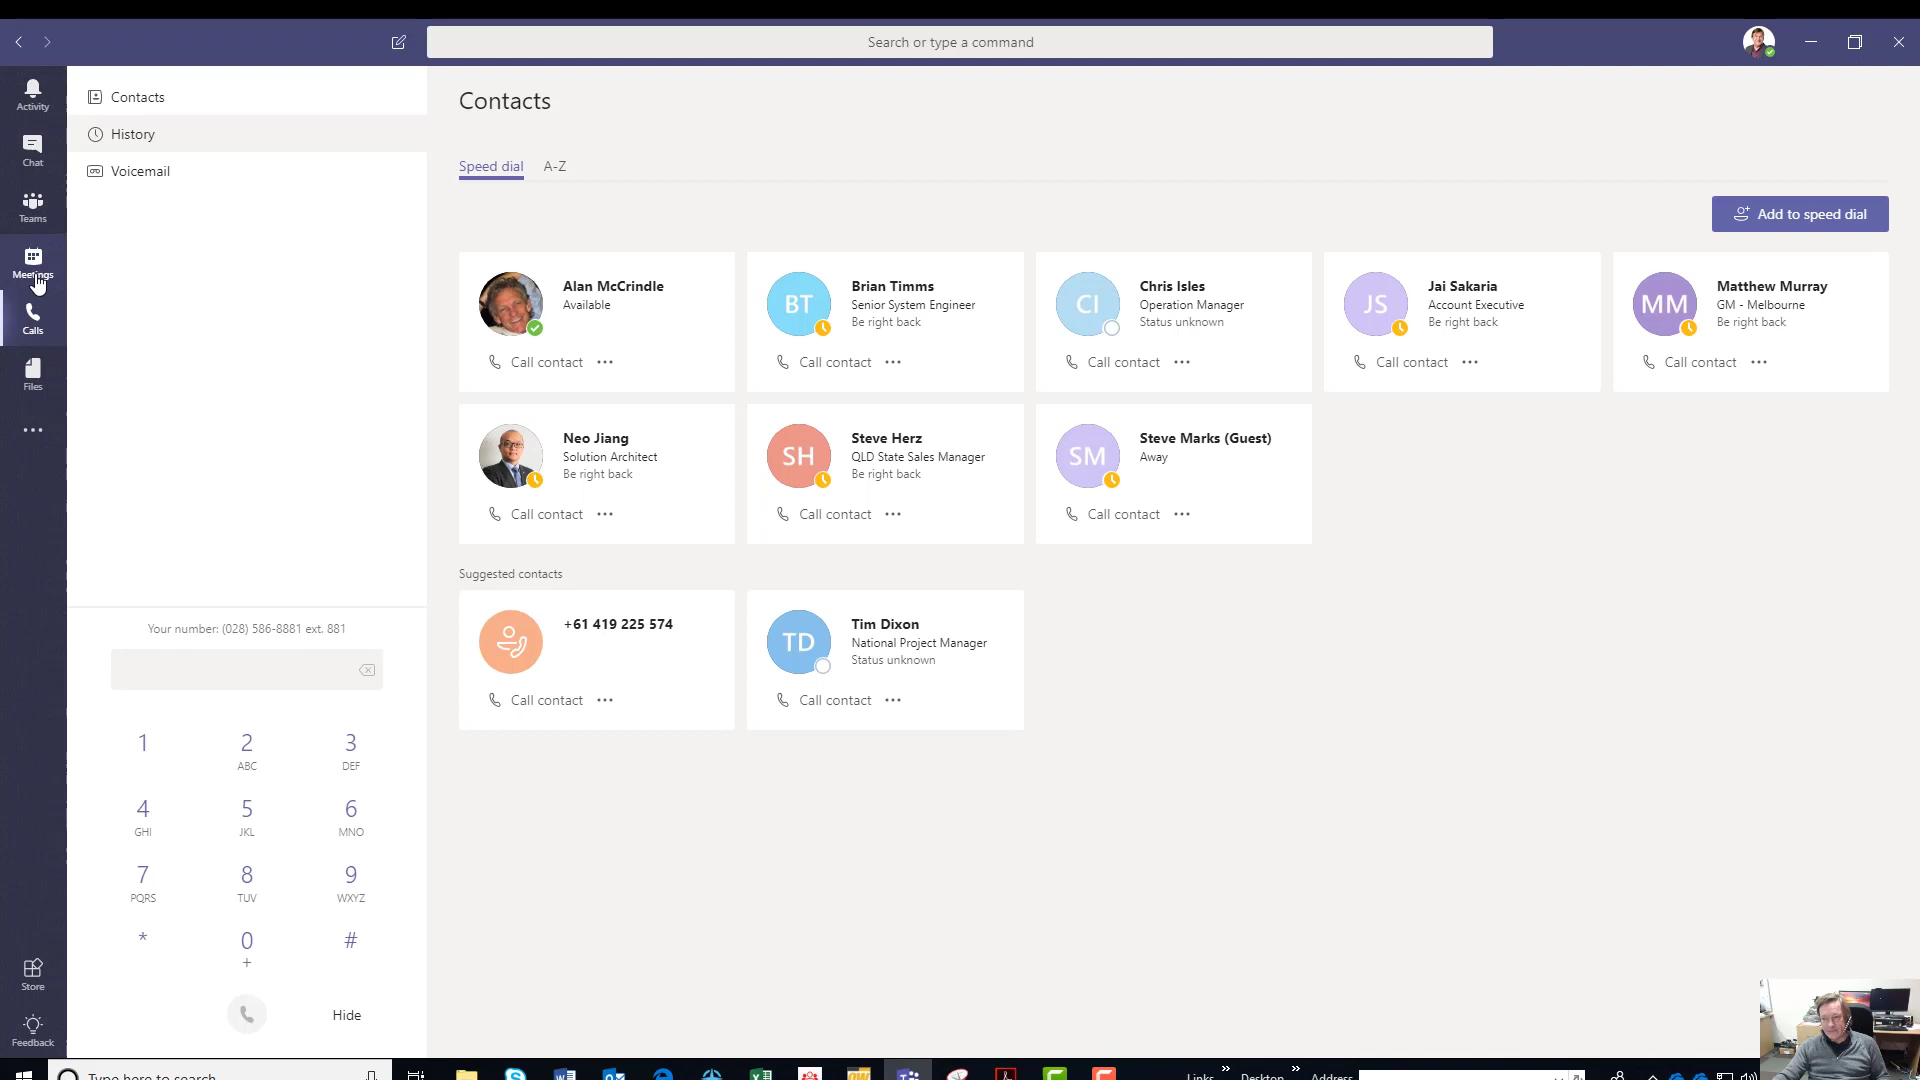 Search or type a command
Activity
Chat
Teams
Meetings
Calls
Files
Store
Feedback
Contacts
History
Voicemail
Your number: (028) 586-8881 ext. 881
1
2
ABC
3
DEF
4
GHI
5
JKL
6
MNO
7
PQRS
8
TUV
9
WXYZ
*
0
+
#
Hide
Contacts
Speed dial
A-Z
Add to speed dial
Alan McCrindle
Available
Call contact
BT
Brian Timms
Senior System Engineer
Be right back
Call contact
CI
Chris Isles
Operation Manager
Status unknown
Call contact
JS
Jai Sakaria
Account Executive
Be right back
Call contact
MM
Matthew Murray
GM - Melbourne
Be right back
Call contact
Neo Jiang
Solution Architect
Be right back
Call contact
SH
Steve Herz
QLD State Sales Manager
Be right back
Call contact
SM
Steve Marks (Guest)
Away
Call contact
Suggested contacts
+61 419 225 574
Call contact
TD
Tim Dixon
National Project Manager
Status unknown
Call contact
Type here to search
Links
Desktop
Address